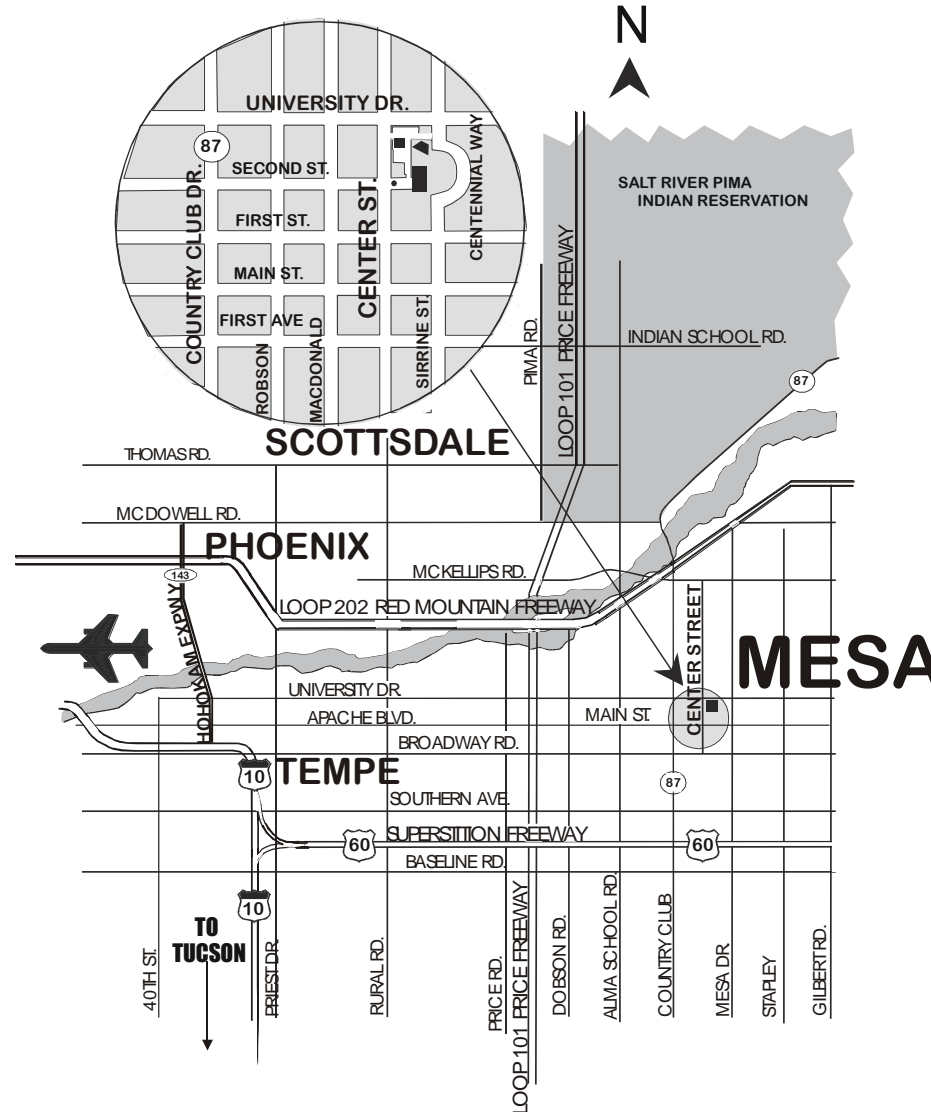 N
UNIVERSITY DR.
87
SECOND ST.
FIRST ST.
MAIN ST.
FIRST AVE
COUNTRY CLUB DR.
ROBSON
MACDONALD
CENTER ST.
SIRRINE ST.
CENTENNIAL WAY
SALT RIVER PIMA
INDIAN RESERVATION
PIMA RD.
LOOP 101 PRICE FREEWAY
INDIAN SCHOOL RD.
87
SCOTTSDALE
THOMAS RD.
MCDOWELL RD.
PHOENIX
143
MCKELLIPS RD.
LOOP 202 RED MOUNTAIN FREEWAY
HOHOKAM EXPWY
CENTER STREET
MESA
UNIVERSITY DR.
APACHE BLVD.
MAIN ST.
BROADWAY RD.
10
TEMPE
87
SOUTHERN AVE.
60
SUPERSTITION FREEWAY
60
BASELINE RD.
10
TO
TUCSON
40TH ST.
PRIEST DR.
RURAL RD.
PRICE RD.
LOOP 101 PRICE FREEWAY
DOBSON RD.
ALMA SCHOOL RD.
COUNTRY CLUB
MESA DR.
STAPLEY
GILBERT RD.